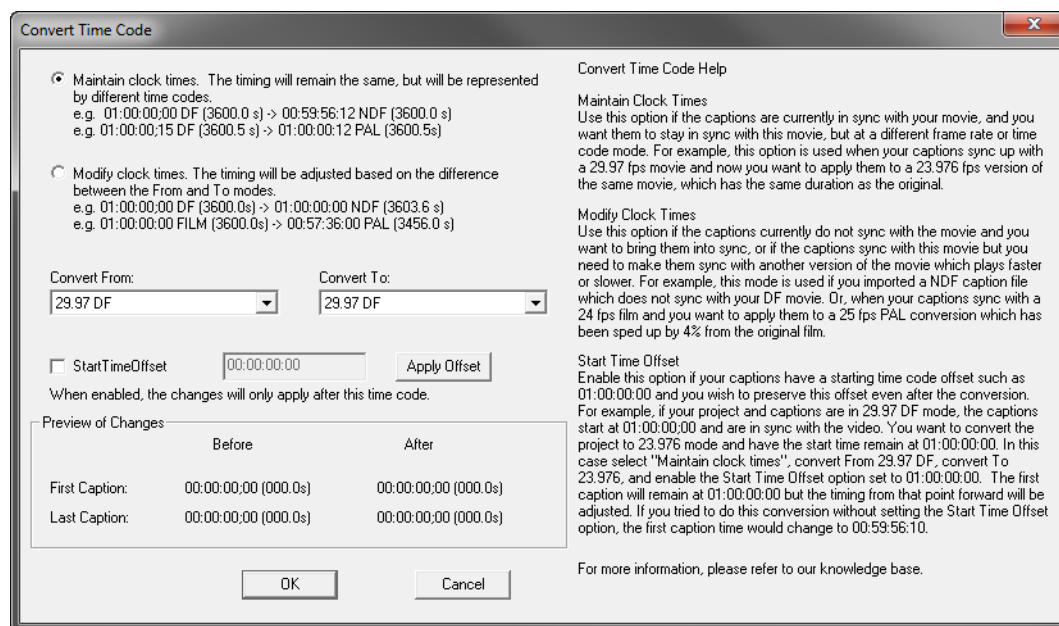 Convert Time Code
Maintain clock times. The timing will remain the same, but will be represented
by different time codes.
e.g. 01:00:00;00 DF (3600.0 s) -> 00:59:56:12 NDF (3600.0 s)
e.g. 01:00:00;15 DF (3600.5 s) -> 01:00:00:12 PAL (3600.5s)
Modify clock times. The timing will be adjusted based on the difference
between the From and To modes.
e.g. 01:00:00;00 DF (3600.0s) -> 01:00:00:00 NDF (3603.6 s)
e.g. 01:00:00:00 FILM (3600.0s) -> 00:57:36:00 PAL (3456.0 s)
Convert From:
Convert To:
29.97 DF
29.97 DF
StartTimeOffset
00:00:00:00
Apply Offset
When enabled, the changes will only apply after this time code.
Preview of Changes
Before
After
First Caption:
00:00:00;00 (000.0s)
00:00:00;00 (000.0s)
Last Caption:
00:00:00;00 (000.0s)
00:00:00;00 (000.0s)
OK
Cancel
Convert Time Code Help
Maintain Clock Times
Use this option if the captions are currently in sync with your movie, and you
want them to stay in sync with this movie, but at a different frame rate or time
code mode. For example, this option is used when your captions sync up with
a 29.97 fps movie and now you want to apply them to a 23.976 fps version of
the same movie, which has the same duration as the original.
Modify Clock Times
Use this option if the captions currently do not sync with the movie and you
want to bring them into sync, or if the captions sync with this movie but you
need to make them sync with another version of the movie which plays faster
or slower. For example, this mode is used if you imported a NDF caption file
which does not sync with your DF movie. Or, when your captions sync with a
24 fps film and you want to apply them to a 25 fps PAL conversion which has
been sped up by 4% from the original film.
Start Time Offset
Enable this option if your captions have a starting time code offset such as
01:00:00:00 and you wish to preserve this offset even after the conversion.
For example, if your project and captions are in 29.97 DF mode, the captions
start at 01:00:00;00 and are in sync with the video. You want to convert the
project to 23.976 mode and have the start time remain at 01:00:00:00. In this
case select "Maintain clock times", convert From 29.97 DF, convert To
23.976, and enable the Start Time Offset option set to 01:00:00:00. The first
caption will remain at 01:00:00:00 but the timing from that point forward will be
adjusted. If you tried to do this conversion without setting the Start Time Offset
option, the first caption time would change to 00:59:56:10.
For more information, please refer to our knowledge base.